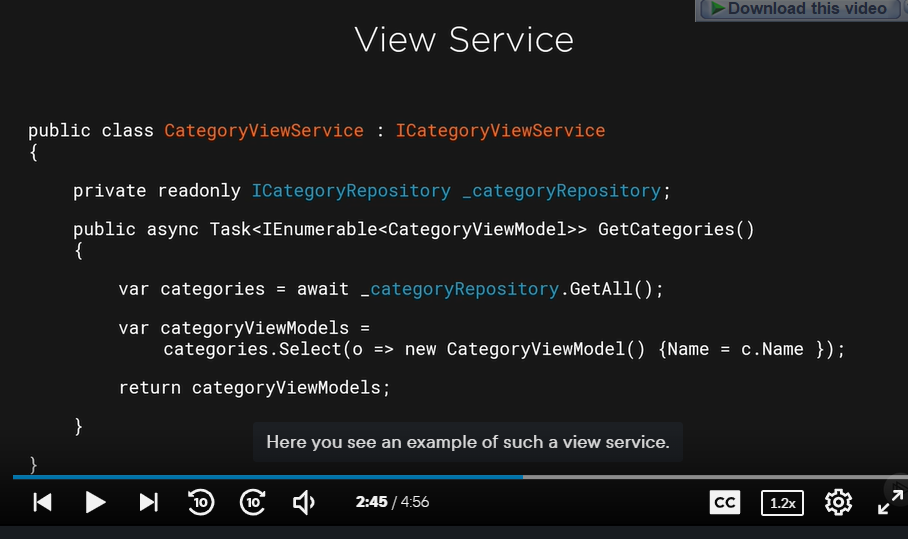 Download this video
View Service
public class CategoryViewService : ICategoryViewService
{
private readonly ICategoryRepository _categoryRepository;
public async Task<IEnumerable<CategoryViewModel>> GetCategories()
{
var categories = await _categoryRepository.GetAll();
var categoryViewModels =
categories.Select(o => new CategoryViewModel() {Name = c.Name });
return categoryViewModels;
}
Here you see an example of such a view service.
}
10
10
2:45 / 4:56
CC
1.2x